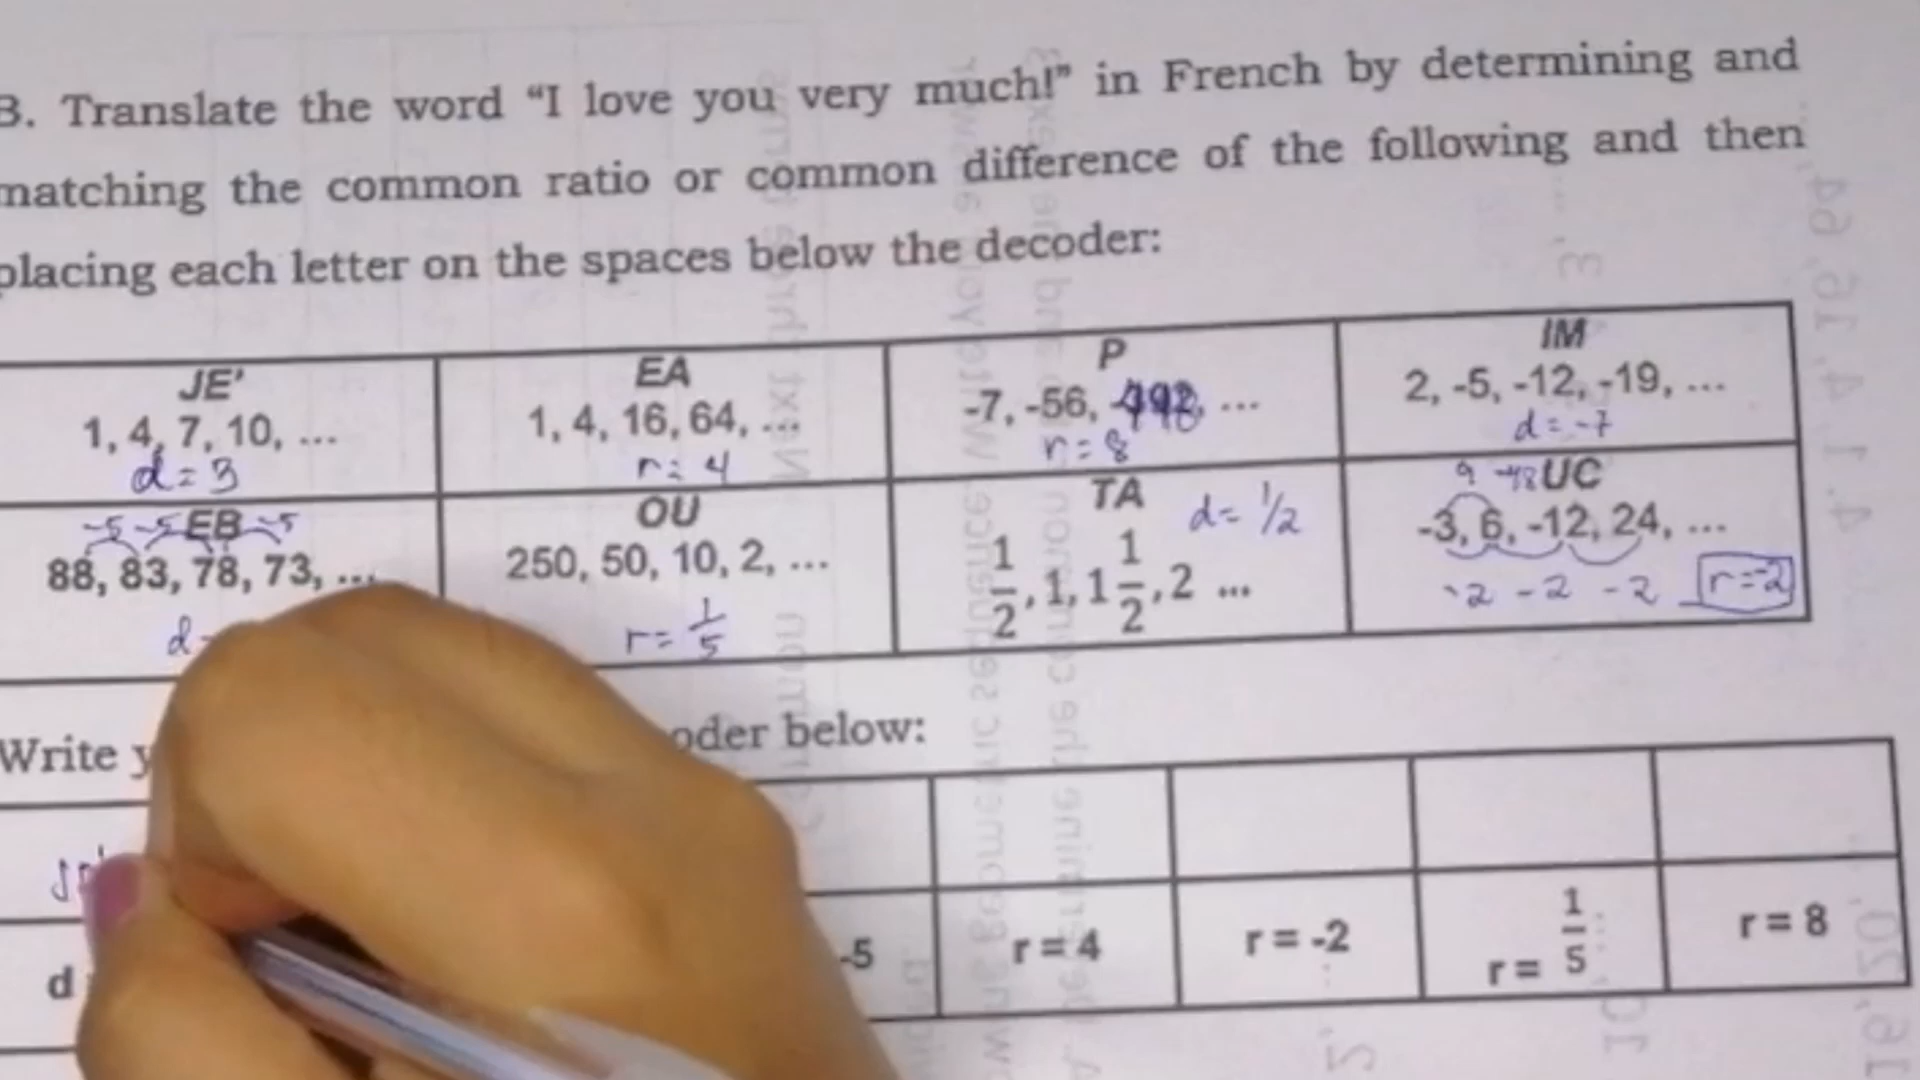 B. Translate the word “I love you very much!” in French by determining and
matching the common ratio or common difference of the following and then
placing each letter on the spaces below the decoder:
JE'
1, 4, 7, 10, ...
d = 3
EA
1, 4, 16, 64, ...
r = 4
P
-7, -56, ...
r = 8
IM
2, -5, -12, -19, ...
d = -7
-5 -5 EB -5
88, 83, 78, 73, ...
d
OU
250, 50, 10, 2, ...
r = 1/5
TA d = 1/2
1/2, 1, 1 1/2, 2 ...
UC
-3, 6, -12, 24, ...
-2 -2 -2 r = -2
Write
oder below:
d -5 r = 4 r = -2 r = 1/5 r = 8